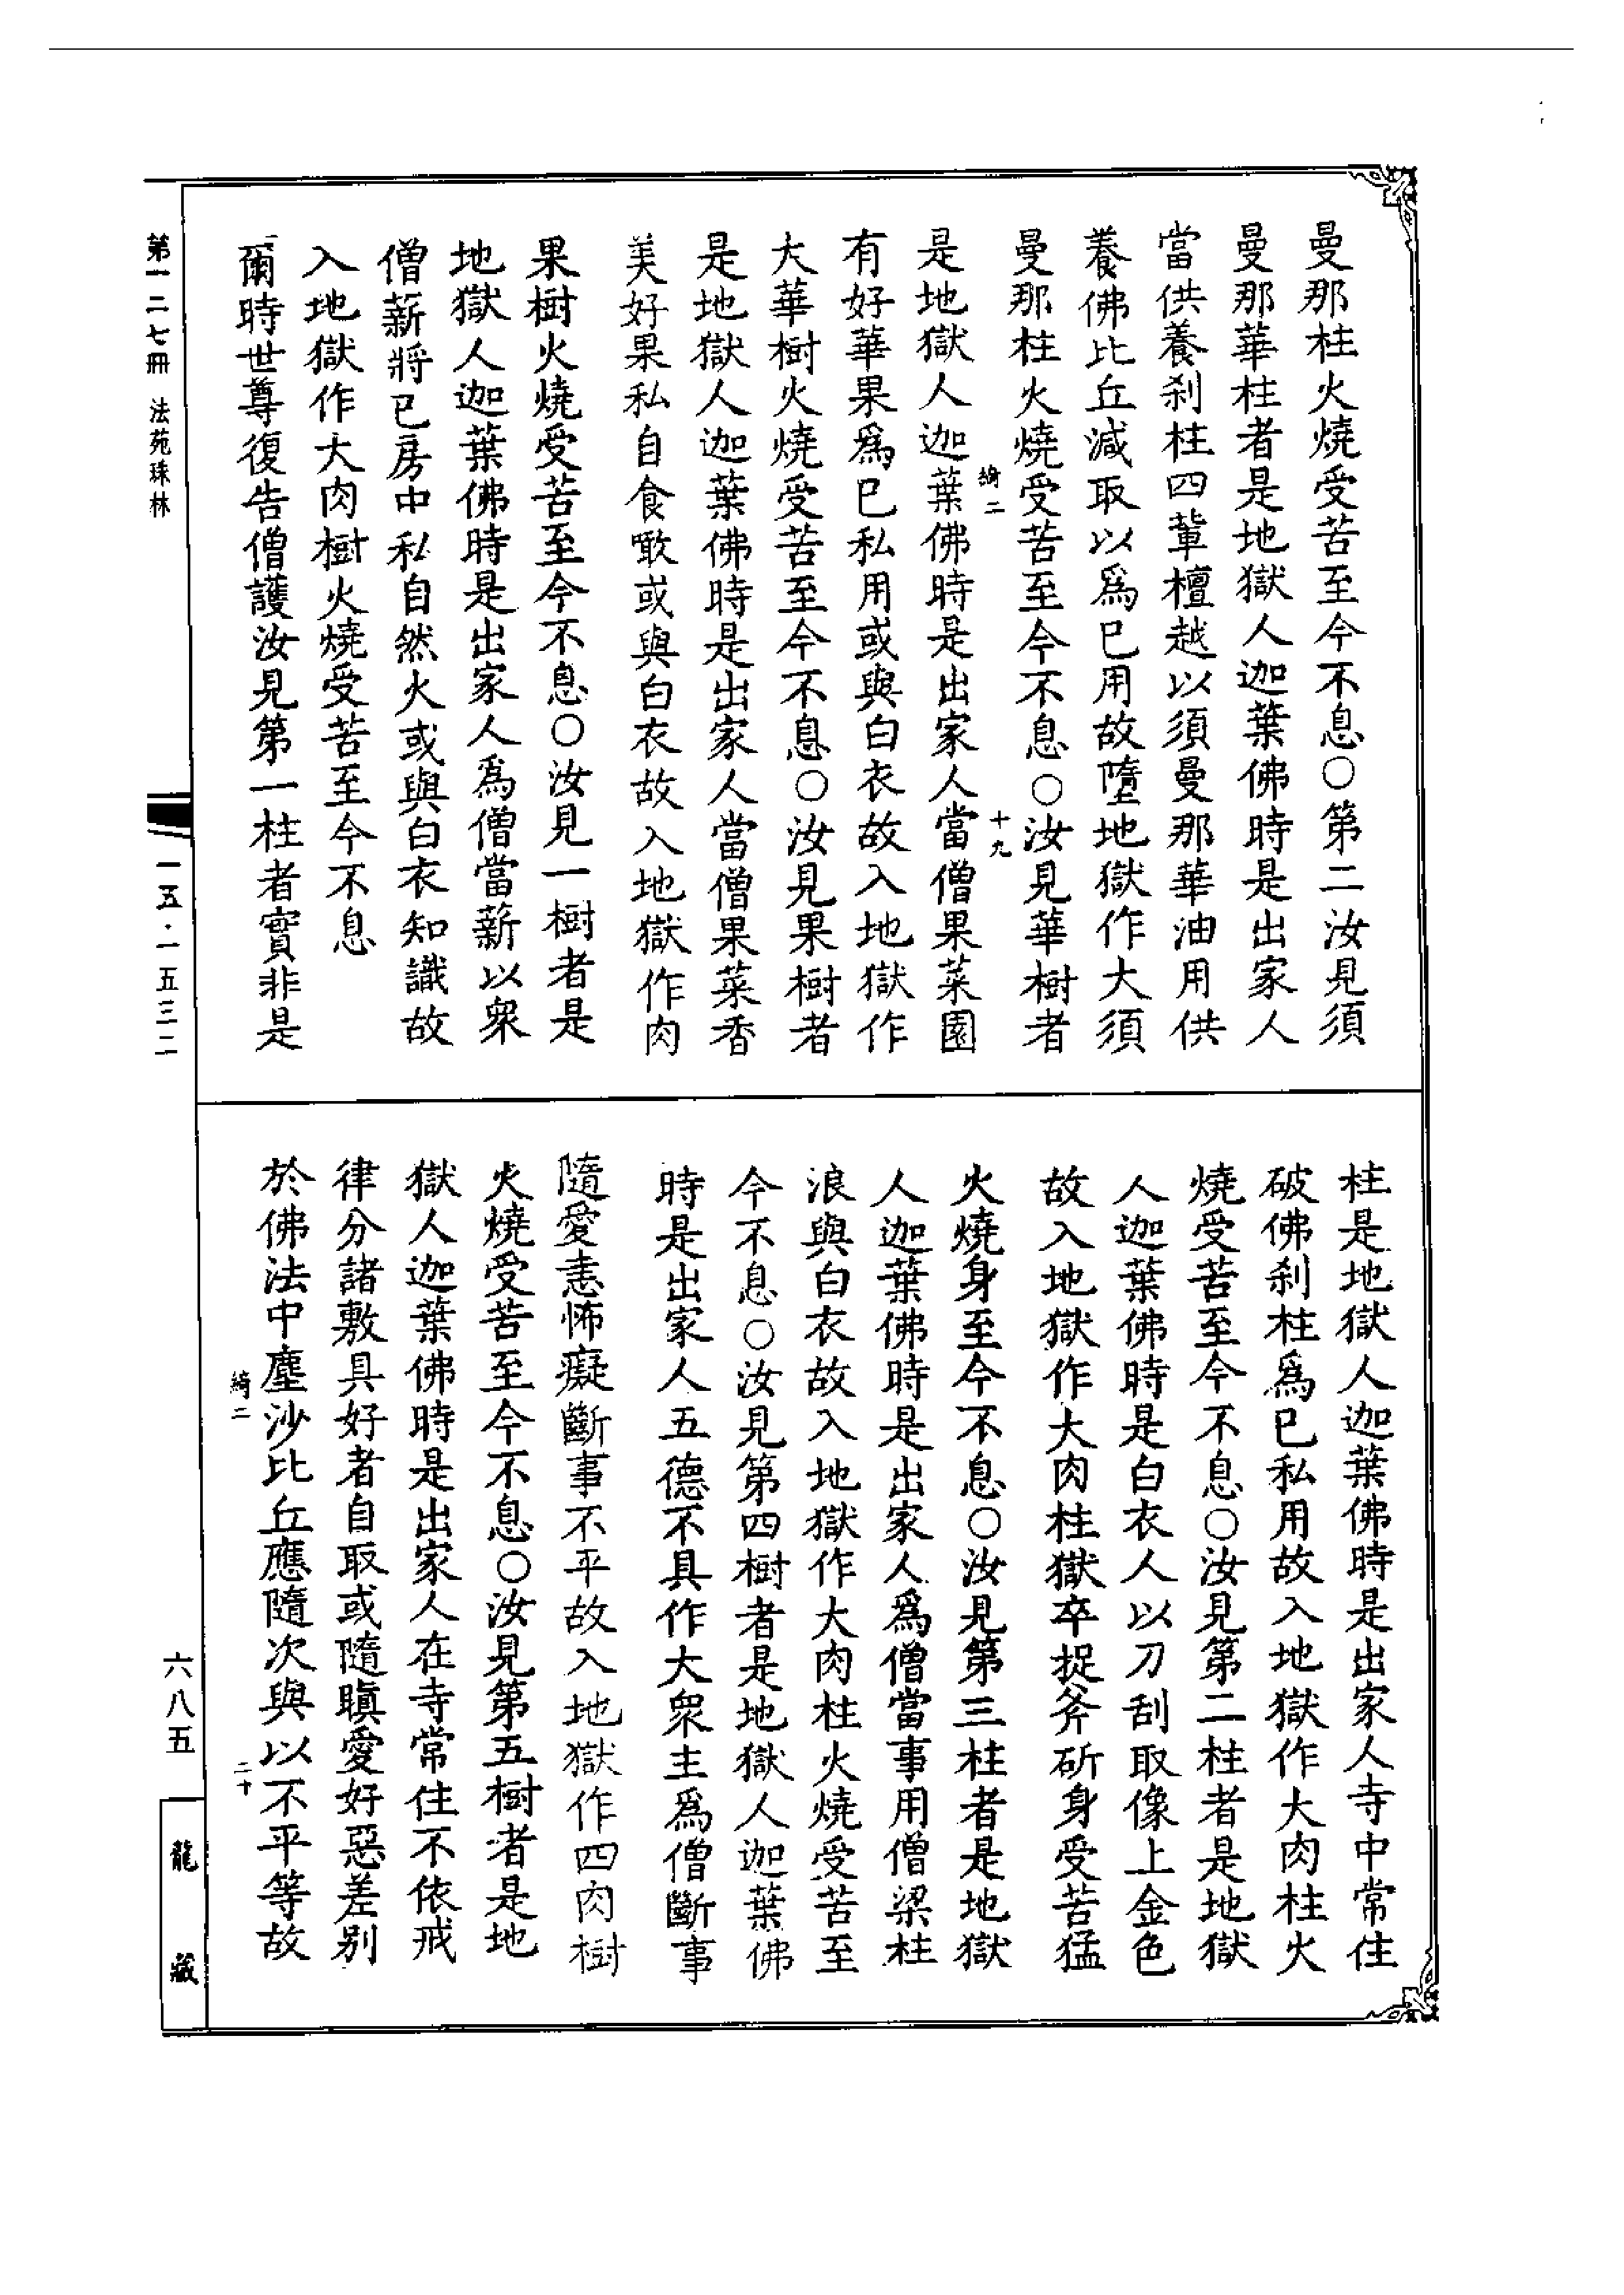 曼那柱火燒受苦至今不息○第二汝見須
曼那華柱者是地獄人迦葉佛時是出家人
當供養刹柱四輩檀越以須曼那華油用供
養佛比丘減取以爲已用故墮地獄作大須
曼那柱火燒受苦至今不息○汝見華樹者
綺二
十九
是地獄人迦葉佛時是出家人當僧果菜園
有好華果爲已私用或與白衣故入地獄作
大華樹火燒受苦至今不息○汝見果樹者
是地獄人迦葉佛時是出家人當僧果菜香
美好果私自食噉或與白衣故入地獄作肉
果樹火燒受苦至今不息○汝見一樹者是
地獄人迦葉佛時是出家人爲僧當薪以衆
僧薪將已房中私自然火或與白衣知識故
入地獄作大肉樹火燒受苦至今不息
爾時世尊復告僧護汝見第一柱者實非是
柱是地獄人迦葉佛時是出家人寺中常住
破佛刹柱爲已私用故入地獄作大肉柱火
燒受苦至今不息○汝見第二柱者是地獄
人迦葉佛時是白衣人以刀刮取像上金色
故入地獄作大肉柱獄卒捉斧斫身受苦猛
火燒身至今不息○汝見第三柱者是地獄
人迦葉佛時是出家人爲僧當事用僧梁柱
浪與白衣故入地獄作大肉柱火燒受苦至
今不息○汝見第四樹者是地獄人迦葉佛
時是出家人五德不具作大衆主爲僧斷事
隨愛恚怖癡斷事不平故入地獄作四肉樹
火燒受苦至今不息○汝見第五樹者是地
獄人迦葉佛時是出家人在寺常住不依戒
律分諸敷具好者自取或隨瞋愛好惡差別
於佛法中塵沙比丘應隨次與以不平等故
綺二
二十
第一二七冊 法苑珠林
一五·一五三二
六八五
龍藏